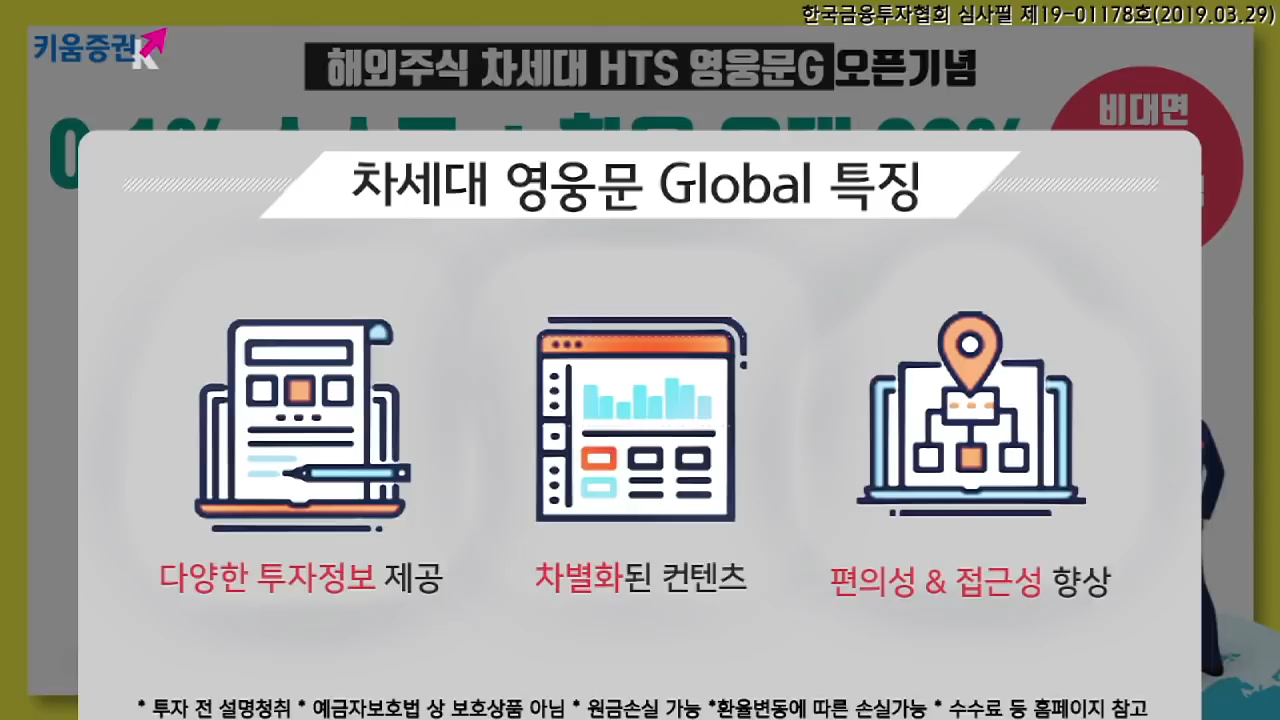 한국금융투자협회 심사필 제19-01178호(2019.03.29)
키움증권
해외주식 차세대 HTS 영웅문G 오픈기념
비대면
차세대 영웅문 Global 특징
다양한 투자정보 제공
차별화된 컨텐츠
편의성 & 접근성 향상
* 투자 전 설명청취 * 예금자보호법 상 보호상품 아님 * 원금손실 가능 *환율변동에 따른 손실가능 * 수수료 등 홈페이지 참고